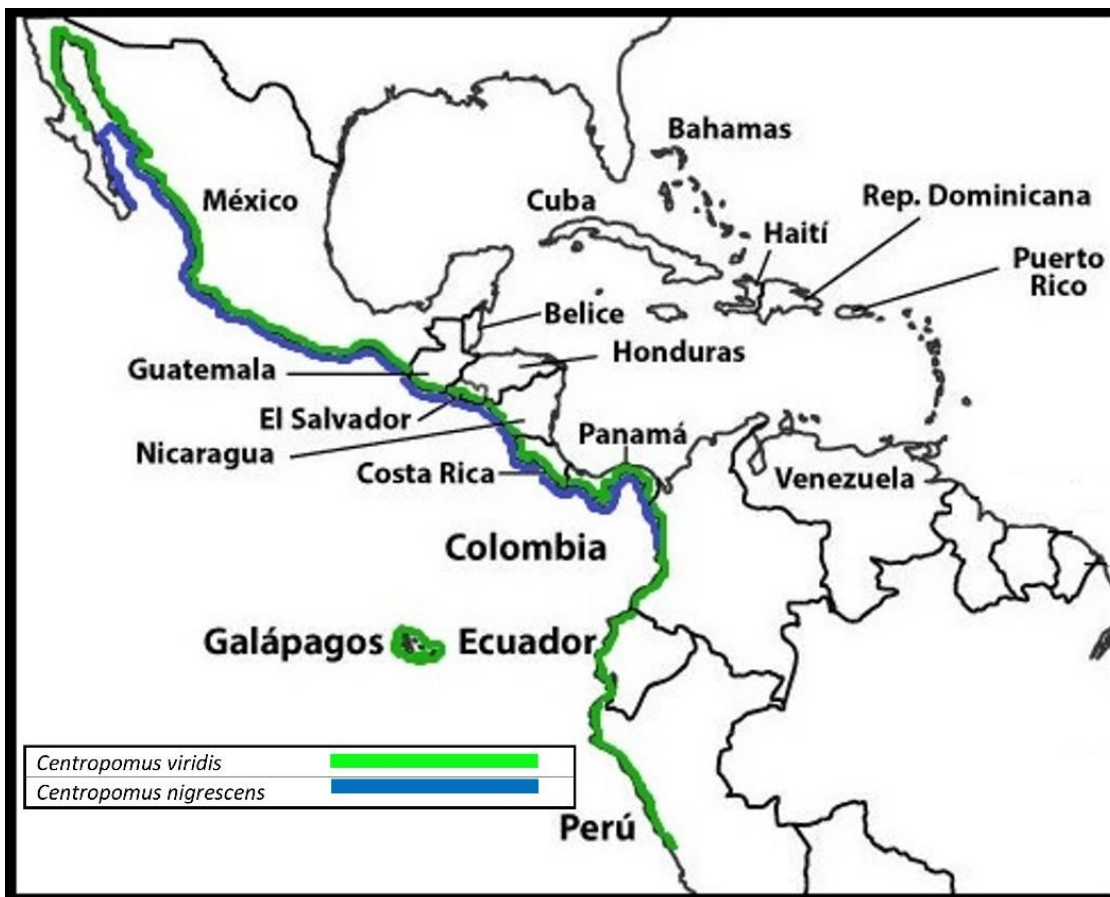 Bahamas
Cuba
Rep. Dominicana
México
Haití
Puerto
Rico
Belice
Honduras
Guatemala
El Salvador
Panamá
Nicaragua
Costa Rica
Venezuela
Colombia
Galápagos
Ecuador
Centropomus viridis
Centropomus nigrescens
Perú